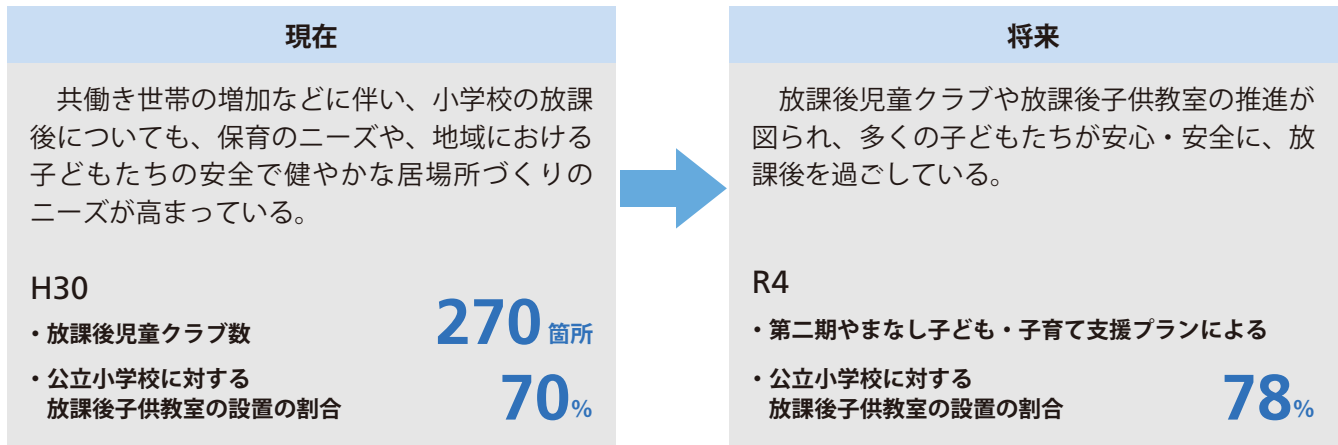 現在
共働き世帯の増加などに伴い、小学校の放課
後についても、保育のニーズや、地域における
子どもたちの安全で健やかな居場所づくりの
ニーズが高まっている。
H30
・放課後児童クラブ数 270箇所
・公立小学校に対する
放課後子供教室の設置の割合 70%
将来
放課後児童クラブや放課後子供教室の推進が
図られ、多くの子どもたちが安心・安全に、放
課後を過ごしている。
R4
・第二期やまなし子ども・子育て支援プランによる
・公立小学校に対する
放課後子供教室の設置の割合 78%